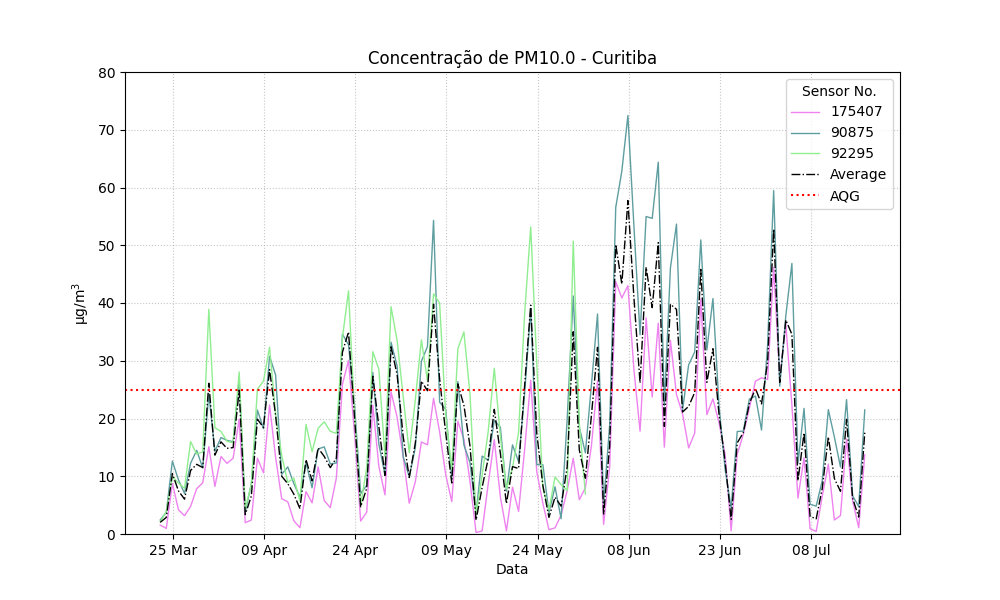 Concentração de PM10.0 - Curitiba
80
70
60
50
40
30
20
10
0
µg/m³
Sensor No.
175407
90875
92295
Average
AQG
25 Mar
09 Apr
24 Apr
09 May
24 May
08 Jun
23 Jun
08 Jul
Data